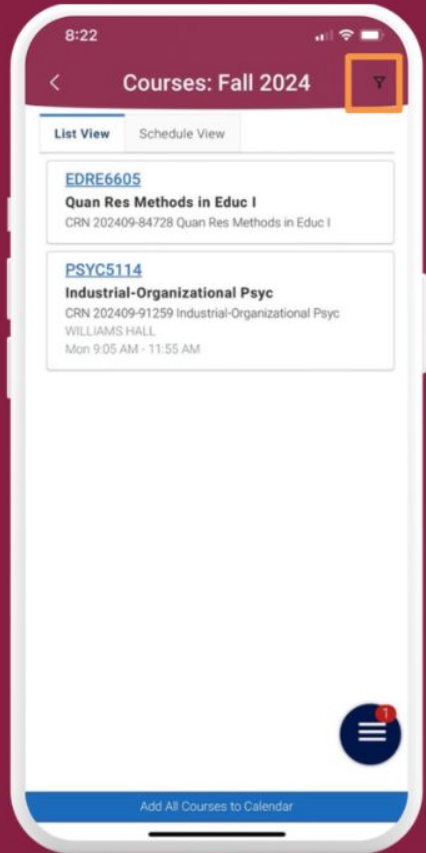 8:22
Courses: Fall 2024
List View
Schedule View
EDRE6605
Quan Res Methods in Educ I
CRN 202409-84728 Quan Res Methods in Educ I
PSYC5114
Industrial-Organizational Psyc
CRN 202409-91259 Industrial-Organizational Psyc
WILLIAMS HALL
Mon 9:05 AM - 11:55 AM
1
Add All Courses to Calendar